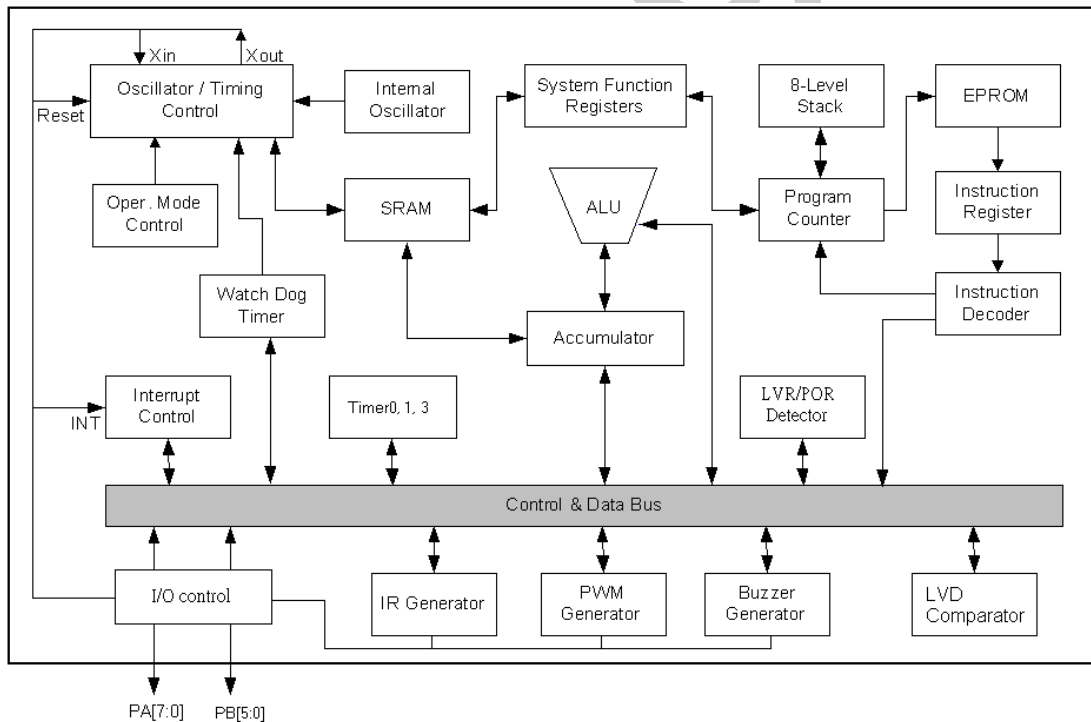 Xin
Xout
Oscillator / Timing
Control
Reset
Internal
Oscillator
System Function
Registers
8-Level
Stack
EPROM
Oper. Mode
Control
SRAM
ALU
Program
Counter
Instruction
Register
Watch Dog
Timer
Accumulator
Instruction
Decoder
Interrupt
Control
INT
Timer0, 1, 3
LVR/POR
Detector
Control & Data Bus
I/O control
IR Generator
PWM
Generator
Buzzer
Generator
LVD
Comparator
PA[7:0]
PB[5:0]